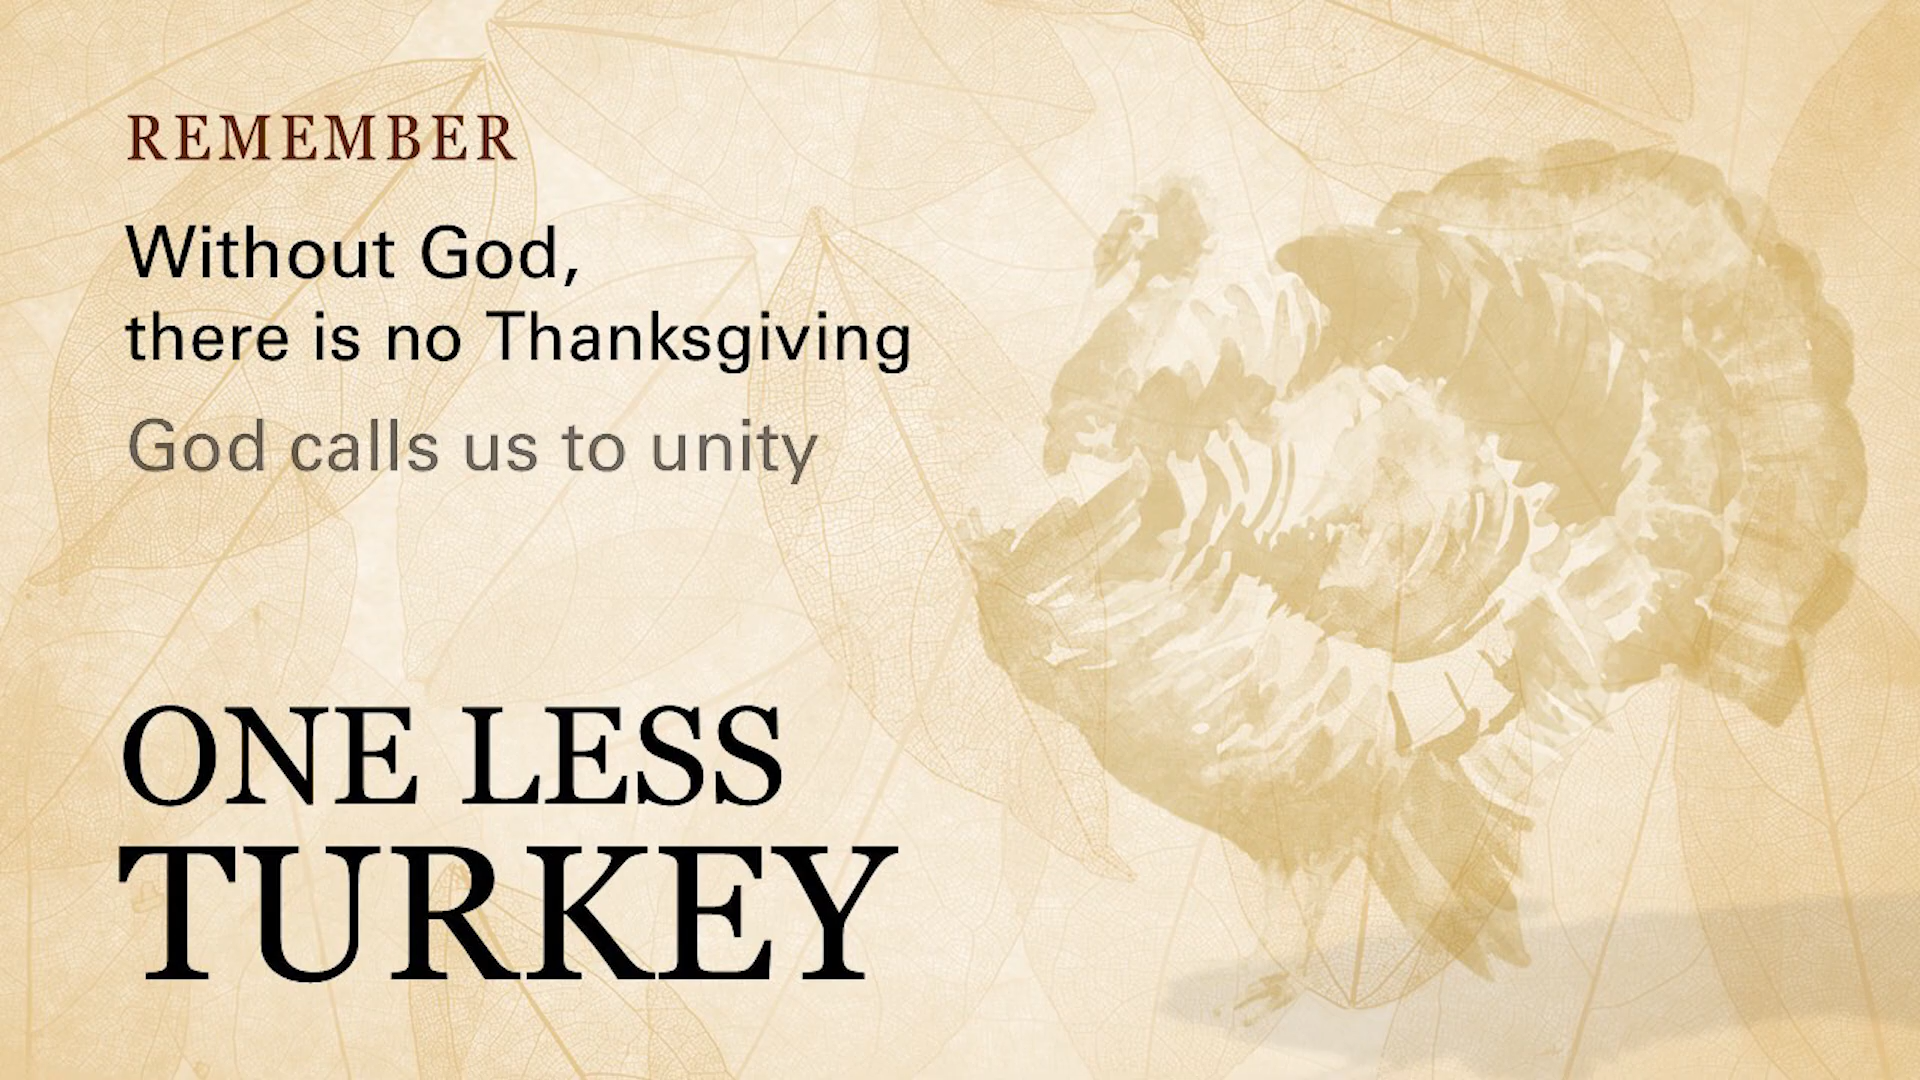 REMEMBER
Without God,
there is no Thanksgiving
God calls us to unity
ONE LESS
TURKEY